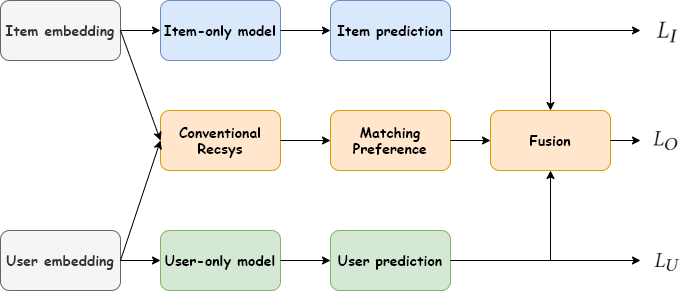 Item embedding
Item-only model
Item prediction
L_I
Conventional
Recsys
Matching
Preference
Fusion
L_O
User embedding
User-only model
User prediction
L_U